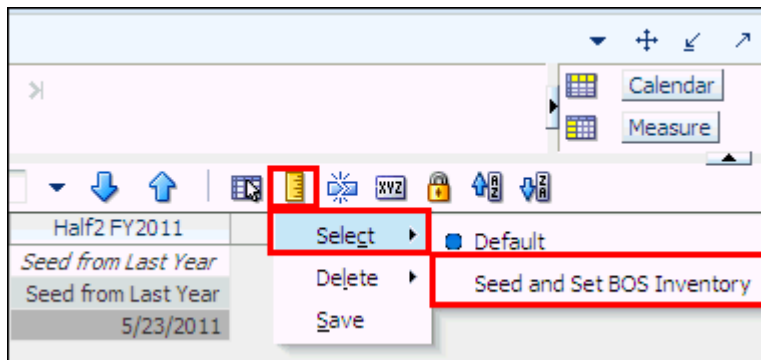 Calendar
Measure
XYZ
A
Z
Z
A
Half2 FY2011
Select
Default
Seed from Last Year
Delete
Seed and Set BOS Inventory
Seed from Last Year
Save
5/23/2011